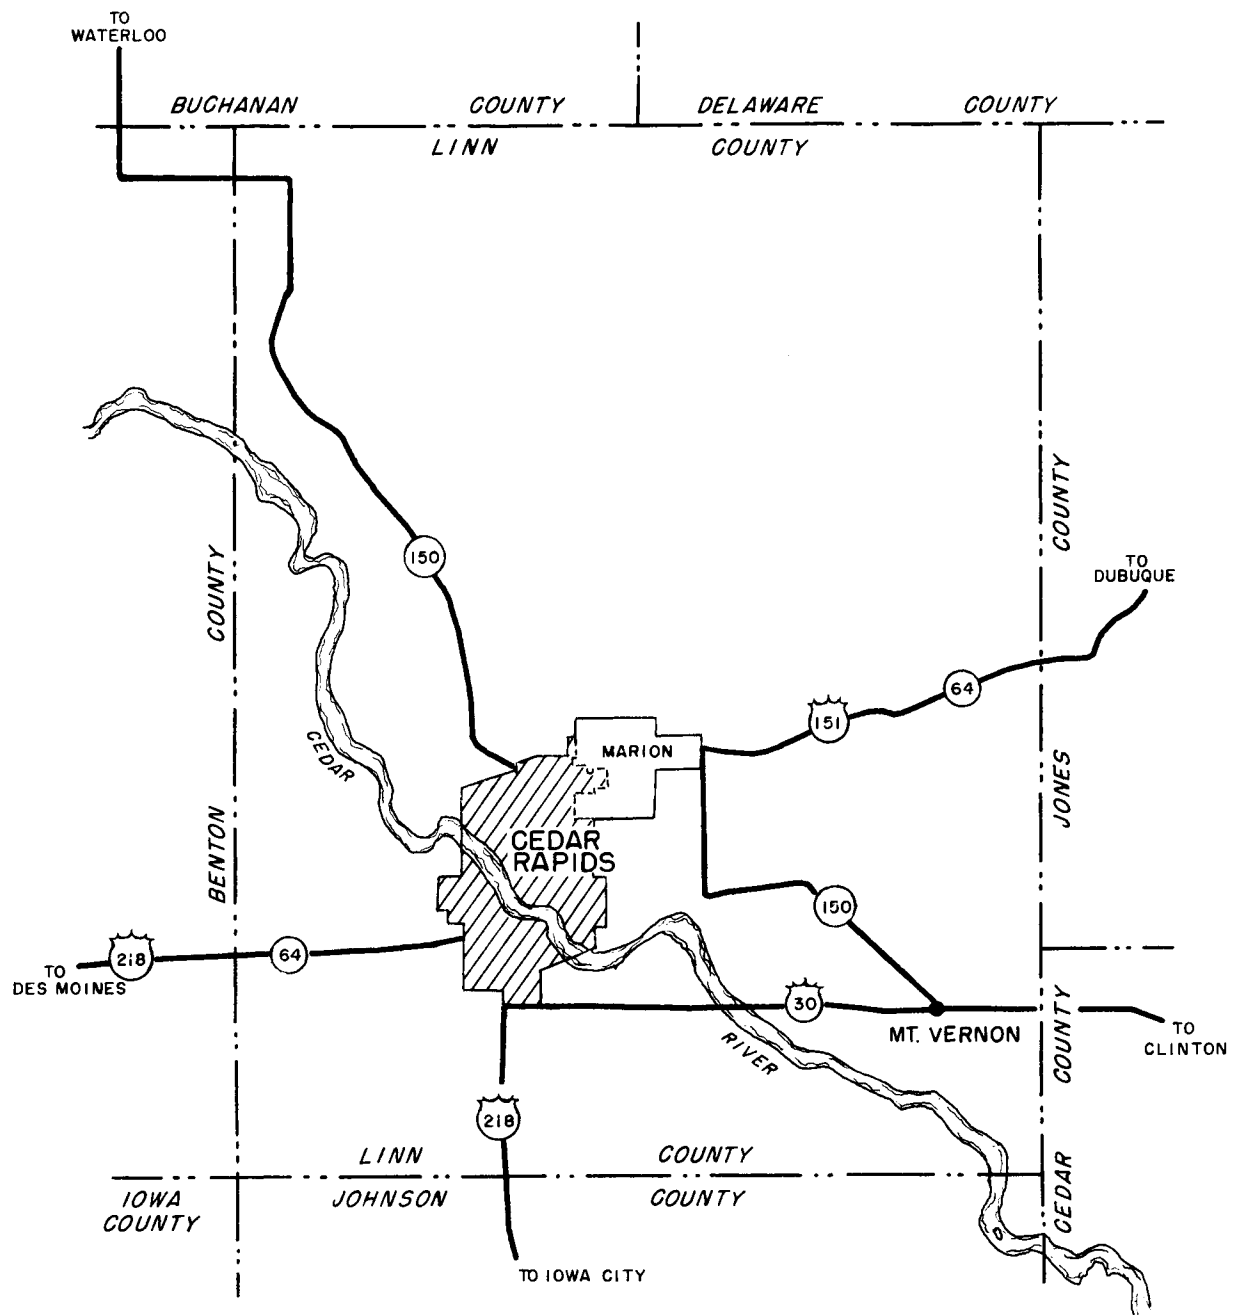 TO
WATERLOO
BUCHANAN COUNTY DELAWARE COUNTY
LINN COUNTY
COUNTY
COUNTY
150
TO
DUBUQUE
64
151
CEDAR
MARION
JONES
CEDAR
RAPIDS
BENTON
150
218
64
TO
DES MOINES
30
MT. VERNON
COUNTY
TO
CLINTON
RIVER
218
LINN COUNTY
CEDAR
IOWA
COUNTY
JOHNSON COUNTY
TO IOWA CITY